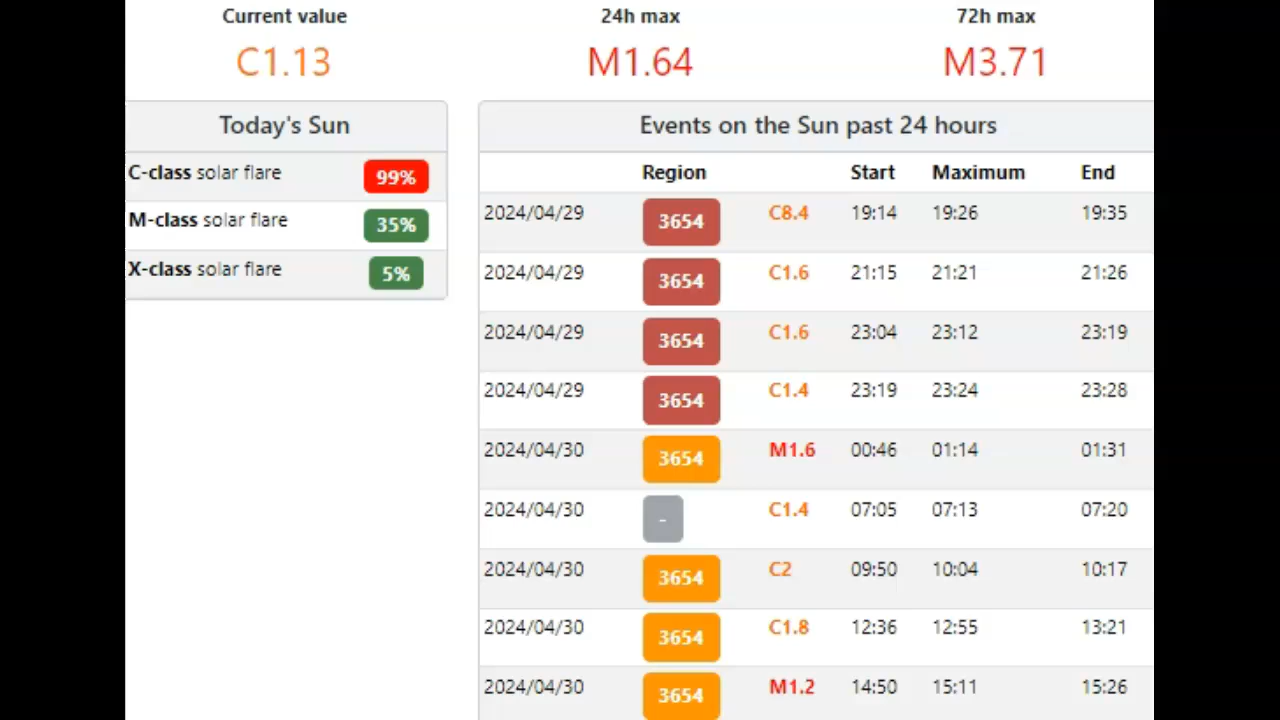 Current value 24h max 72h max
C1.13 M1.64 M3.71
Today's Sun
C-class solar flare 99%
M-class solar flare 35%
X-class solar flare 5%
Events on the Sun past 24 hours
Region Start Maximum End
2024/04/29 3654 C8.4 19:14 19:26 19:35
2024/04/29 3654 C1.6 21:15 21:21 21:26
2024/04/29 3654 C1.6 23:04 23:12 23:19
2024/04/29 3654 C1.4 23:19 23:24 23:28
2024/04/30 3654 M1.6 00:46 01:14 01:31
2024/04/30 - C1.4 07:05 07:13 07:20
2024/04/30 3654 C2 09:50 10:04 10:17
2024/04/30 3654 C1.8 12:36 12:55 13:21
2024/04/30 3654 M1.2 14:50 15:11 15:26